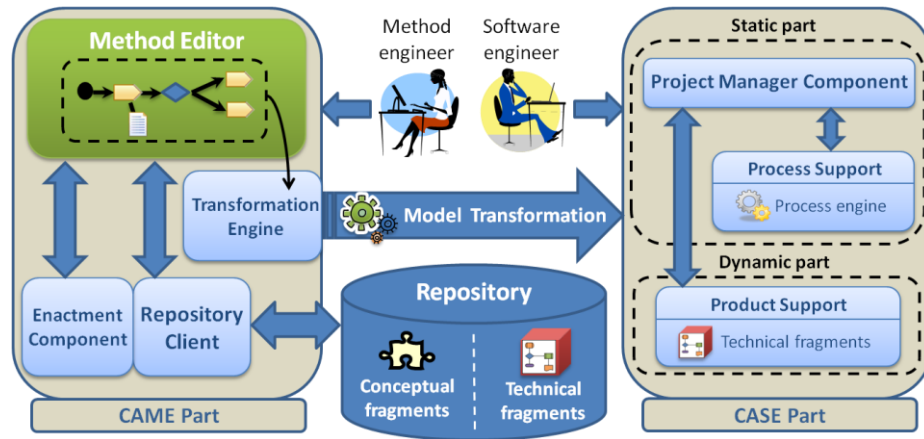 Method Editor
Transformation
Engine
Enactment
Component
Repository
Client
CAME Part
Method
engineer
Software
engineer
Model Transformation
Repository
Conceptual
fragments
Technical
fragments
Static part
Project Manager Component
Process Support
Process engine
Dynamic part
Product Support
Technical fragments
CASE Part